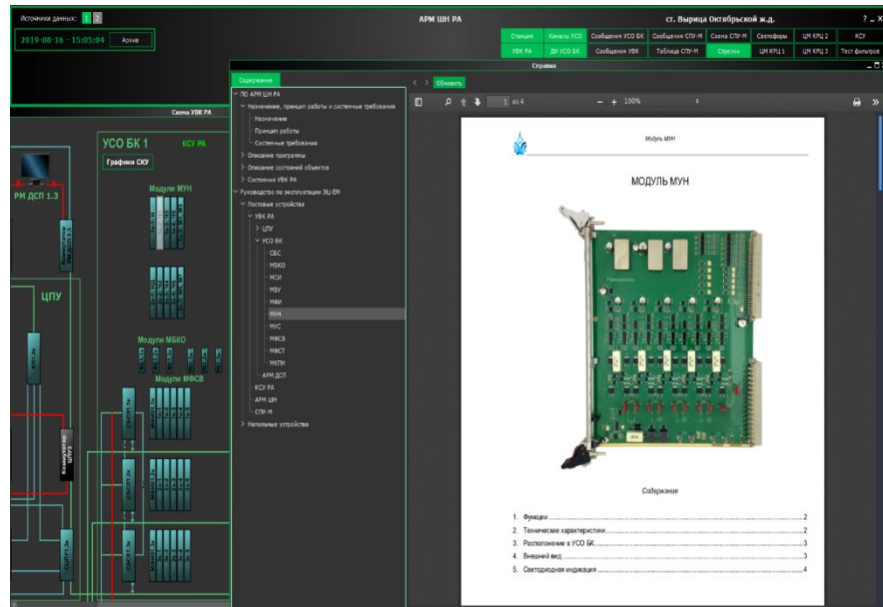 Источники данных: 1 2
АРМ ШН РА
ст. Вырица Октябрьской ж.д.
? _ X
2019-08-16 - 15:05:04
Архив
Станция
Каналы УСО
Сообщения УСО БК
Сообщения СПУ-М
Схема СПУ-М
Светофоры
ЦМ КРЦ 2
КСУ
УВК РА
ДИ УСО БК
Сообщения УВК
Таблица СПУ-М
Стрелки
ЦМ КРЦ 1
ЦМ КРЦ 3
Тест фильтров
Справка
Содержание
Обновить
ПО АРМ ШН РА
Назначение, принцип работы и системные требования
Назначение
Принцип работы
Системные требования
Описание программы
Описание состояний объектов
Состояния УВК РА
Руководство по эксплуатации ЭЦ-ЕМ
Постовые устройства
УВК РА
ЦПУ
УСО БК
СБС
МБКО
МСИ
МВУ
МВИ
МУН
МУС
МФСВ
МФСТ
МКПН
АРМ ДСП
КСУ РА
АРМ ШН
СПУ-М
Напольные устройства
Схема УВК РА
УСО БК 1
КСУ РА
Графики СКУ
Модули МУН
В
А
РМ ДСП 1.3
ЦПУ
Модули МБКО
Модули МФСВ
Коммутатор
1 из 4
100%
Модуль МУН
МОДУЛЬ МУН
Содержание
1. Функции 2
2. Технические характеристики 2
3. Расположение в УСО БК 3
4. Внешний вид 3
5. Светодиодная индикация 4